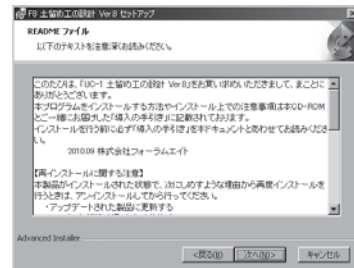 F8 土留め工の設計 Ver 8 セットアップ
README ファイル
以下のテキストを注意深くお読みください。
このたびは、「UC-1 土留め工の設計 Ver.8」をお買い求めいただきまして、まことに
ありがとうございます。
本プログラムをインストールする方法やインストール上での注意事項は本CD-ROM
とご一緒にお届けした「導入の手引き」に記載されております。
インストールを行う前に必ず「導入の手引き」を本ドキュメントとあわせてお読みくださ
い。
2010.09 株式会社フォーラムエイト
【再インストールに関する注意】
本製品がインストールされた状態で、次にしめすような理由から再度インストールを
行うときは、アンインストールしてから行ってください。
・アップデートされた製品に更新する
Advanced Installer
<戻る(B)
次へ(N)>
キャンセル